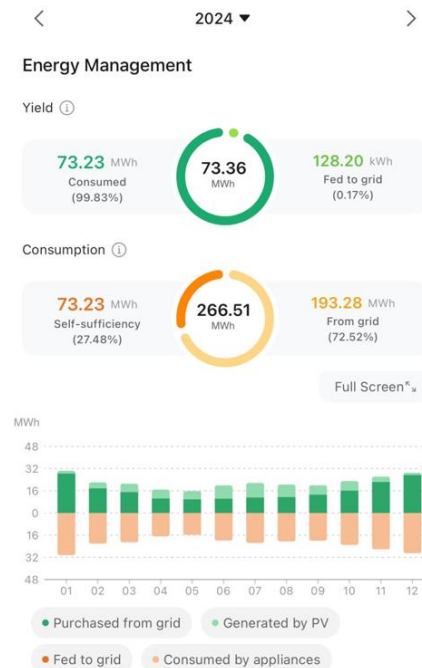 2024
Energy Management
Yield
73.23 MWh
Consumed
(99.83%)
73.36
MWh
128.20 kWh
Fed to grid
(0.17%)
Consumption
73.23 MWh
Self-sufficiency
(27.48%)
266.51
MWh
193.28 MWh
From grid
(72.52%)
Full Screen
MWh
48
32
16
0
16
32
48
01 02 03 04 05 06 07 08 09 10 11 12
Purchased from grid Generated by PV
Fed to grid Consumed by appliances